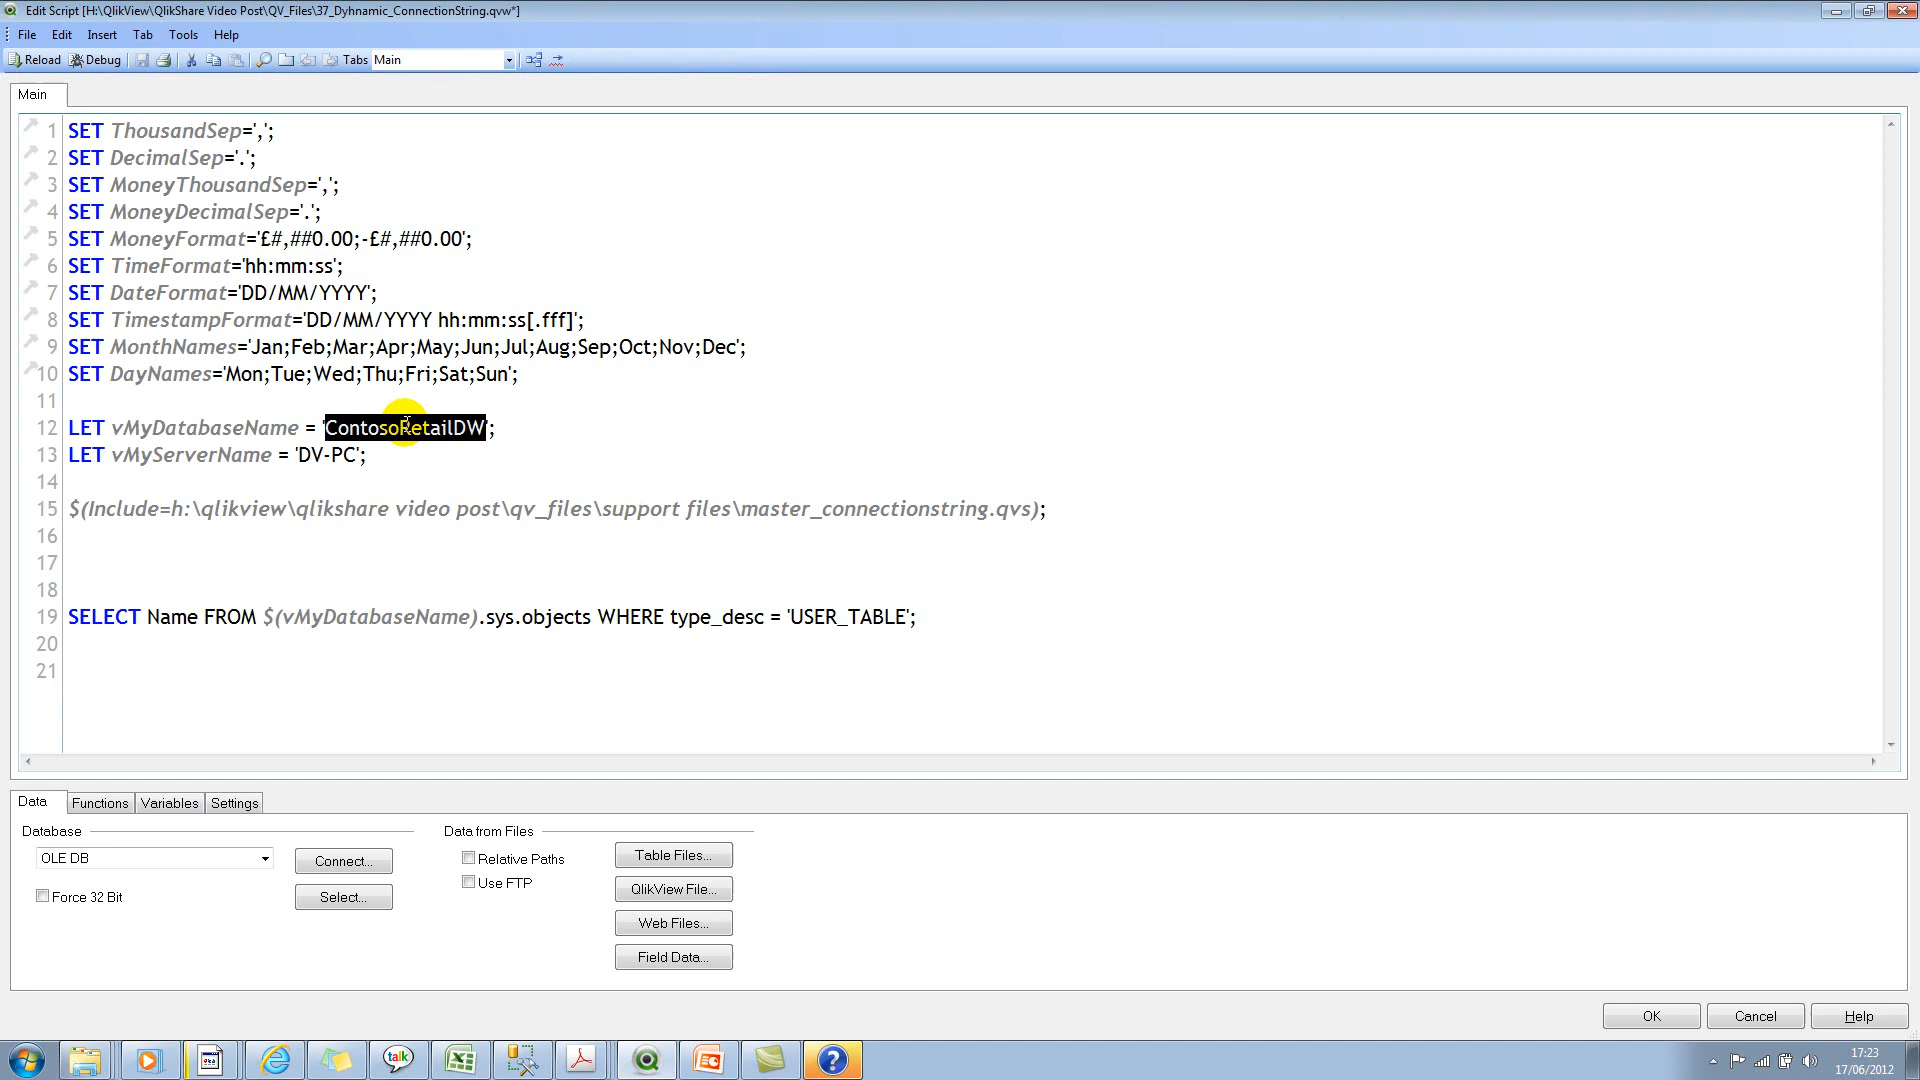 Edit Script [H:\QlikView\QlikShare Video Post\QV_Files\37_Dyhnamic_ConnectionString.qvw*]
File Edit Insert Tab Tools Help
Reload Debug Tabs Main
Main
1 SET ThousandSep=',';
2 SET DecimalSep='.';
3 SET MoneyThousandSep=',';
4 SET MoneyDecimalSep='.';
5 SET MoneyFormat='£#,##0.00;-£#,##0.00';
6 SET TimeFormat='hh:mm:ss';
7 SET DateFormat='DD/MM/YYYY';
8 SET TimestampFormat='DD/MM/YYYY hh:mm:ss[.fff]';
9 SET MonthNames='Jan;Feb;Mar;Apr;May;Jun;Jul;Aug;Sep;Oct;Nov;Dec';
10 SET DayNames='Mon;Tue;Wed;Thu;Fri;Sat;Sun';
11
12 LET vMyDatabaseName = 'ContosoRetailDW';
13 LET vMyServerName = 'DV-PC';
14
15 $(Include=h:\qlikview\qlikshare video post\qv_files\support files\master_connectionstring.qvs);
16
17
18
19 SELECT Name FROM $(vMyDatabaseName).sys.objects WHERE type_desc = 'USER_TABLE';
20
21
Data Functions Variables Settings
Database Data from Files
OLE DB Connect... Relative Paths Table Files...
Use FTP QlikView File...
Force 32 Bit Select...
Web Files...
Field Data...
OK Cancel Help
talk
17:23
17/06/2012